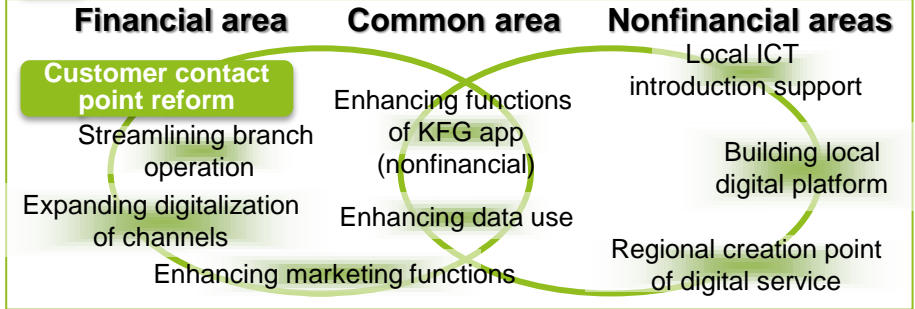 Financial area
Common area
Nonfinancial areas
Customer contact
point reform
Streamlining branch
operation
Expanding digitalization
of channels
Enhancing marketing functions
Enhancing functions
of KFG app
(nonfinancial)
Enhancing data use
Local ICT
introduction support
Building local
digital platform
Regional creation point
of digital service